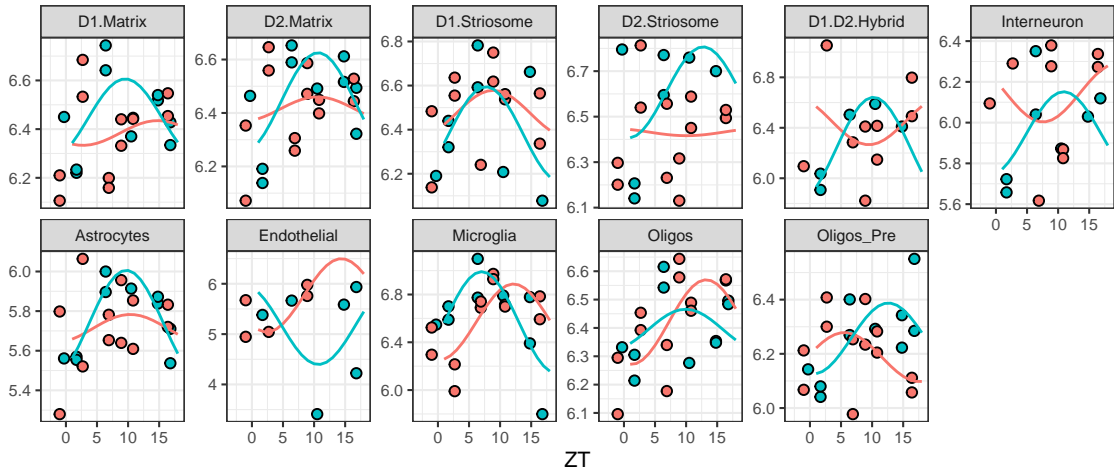 D1.Matrix D2.Matrix D1.Striosome D2.Striosome D1.D2.Hybrid Interneuron
6.6 6.4 6.2
6.6 6.4 6.2
6.6 6.4 6.2
6.7 6.5 6.3 6.1
6.8 6.4 6.0
6.4 6.2 6.0 5.8 5.6
0 5 10 15
Astrocytes Endothelial Microglia Oligos Oligos_Pre
6.0 5.8 5.6 5.4
6 5 4
6.8 6.4 6.0
6.6 6.5 6.4 6.3 6.2 6.1
6.4 6.2 6.0
0 5 10 15
0 5 10 15
0 5 10 15
0 5 10 15
0 5 10 15
ZT